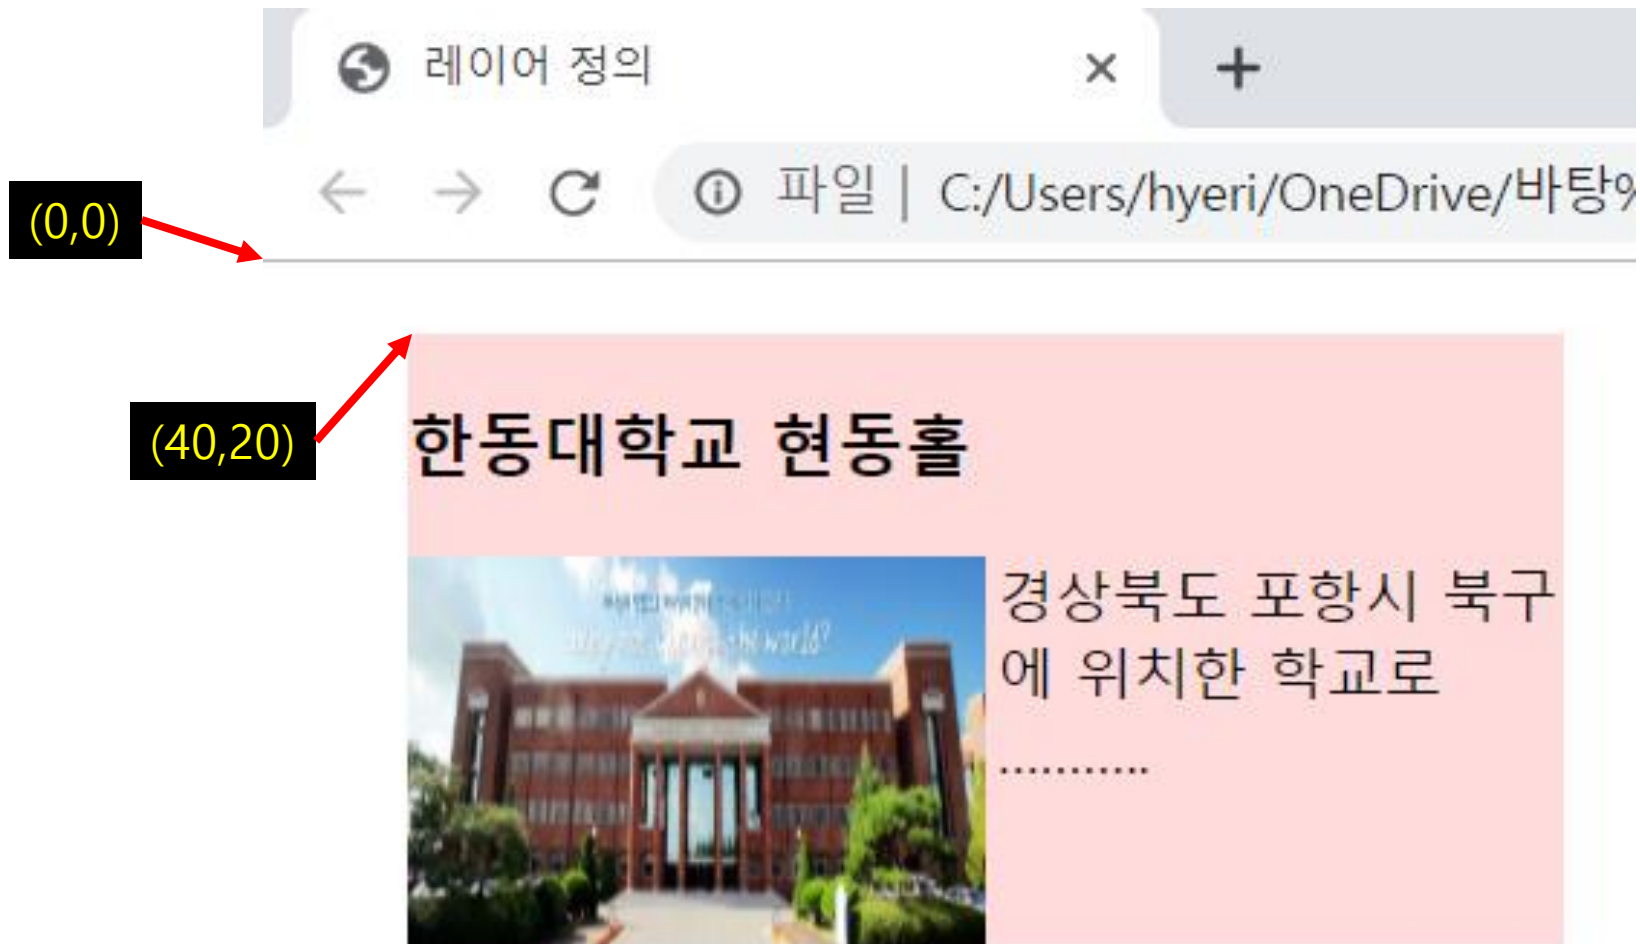 레이어 정의
파일 | C:/Users/hyeri/OneDrive/바탕%
(0,0)
(40,20)
한동대학교 현동홀
the world?
경상북도 포항시 북구
에 위치한 학교로
...........